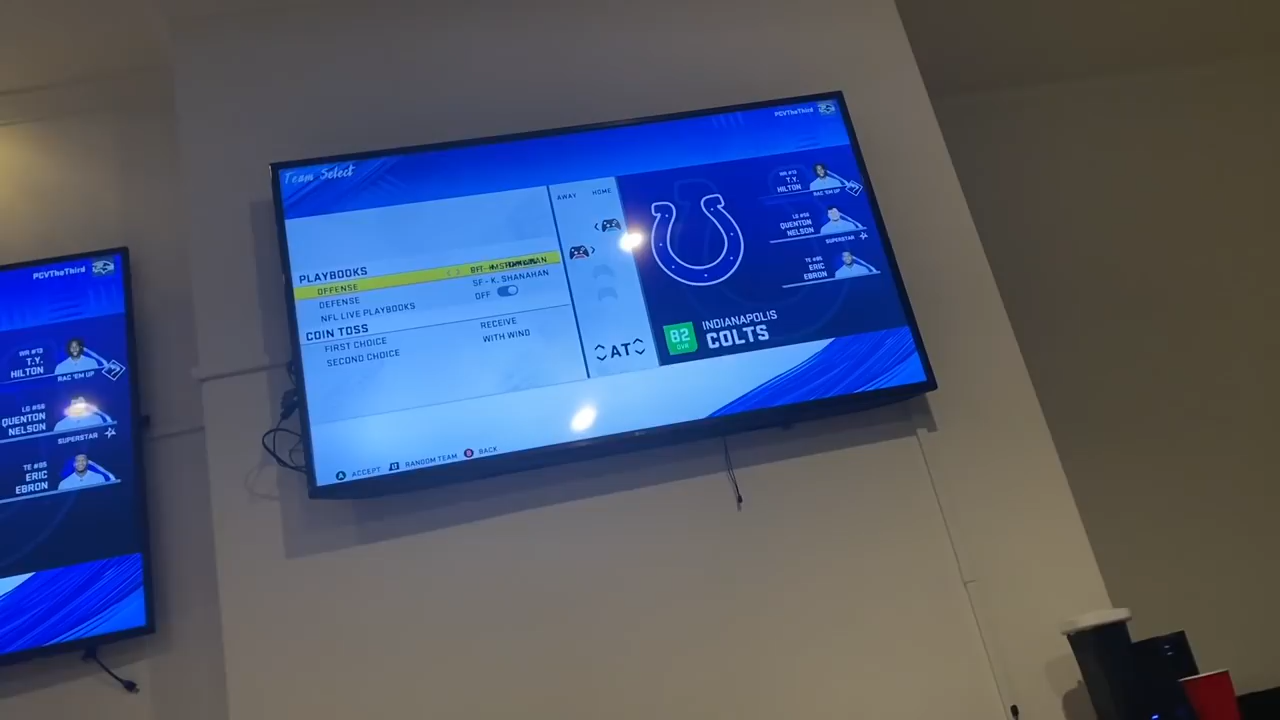 PCVTheThird
WR #13
T.Y.
HILTON
RAC 'EM UP
LG #56
QUENTON
NELSON
SUPERSTAR
TE #85
ERIC
EBRON
Team Select
PCVTheThird
PLAYBOOKS
OFFENSE
DEFENSE
SF - K. SHANAHAN
NFL LIVE PLAYBOOKS
OFF
COIN TOSS
FIRST CHOICE
RECEIVE
SECOND CHOICE
WITH WIND
AWAY
HOME
AT
WR #13
T.Y.
HILTON
RAC 'EM UP
LG #56
QUENTON
NELSON
SUPERSTAR
TE #85
ERIC
EBRON
82
OVR
INDIANAPOLIS
COLTS
A ACCEPT
RANDOM TEAM
B BACK